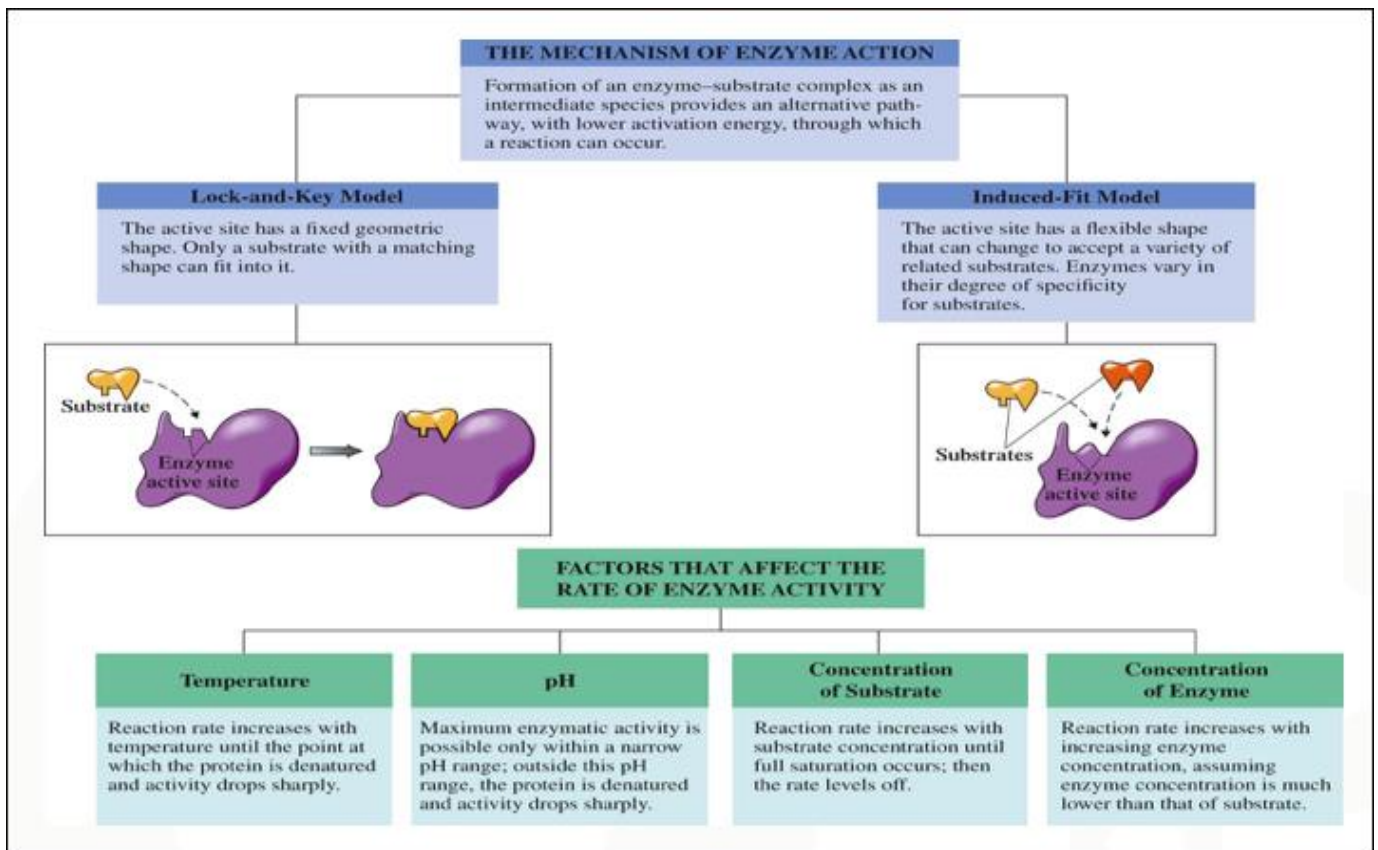 THE MECHANISM OF ENZYME ACTION
Formation of an enzyme–substrate complex as an
intermediate species provides an alternative path-
way, with lower activation energy, through which
a reaction can occur.
Lock-and-Key Model
The active site has a fixed geometric
shape. Only a substrate with a matching
shape can fit into it.
Induced-Fit Model
The active site has a flexible shape
that can change to accept a variety of
related substrates. Enzymes vary in
their degree of specificity
for substrates.
Substrate
Enzyme
active site
Substrates
Enzyme
active site
FACTORS THAT AFFECT THE
RATE OF ENZYME ACTIVITY
Temperature
Reaction rate increases with
temperature until the point at
which the protein is denatured
and activity drops sharply.
pH
Maximum enzymatic activity is
possible only within a narrow
pH range; outside this pH
range, the protein is denatured
and activity drops sharply.
Concentration
of Substrate
Reaction rate increases with
substrate concentration until
full saturation occurs; then
the rate levels off.
Concentration
of Enzyme
Reaction rate increases with
increasing enzyme
concentration, assuming
enzyme concentration is much
lower than that of substrate.